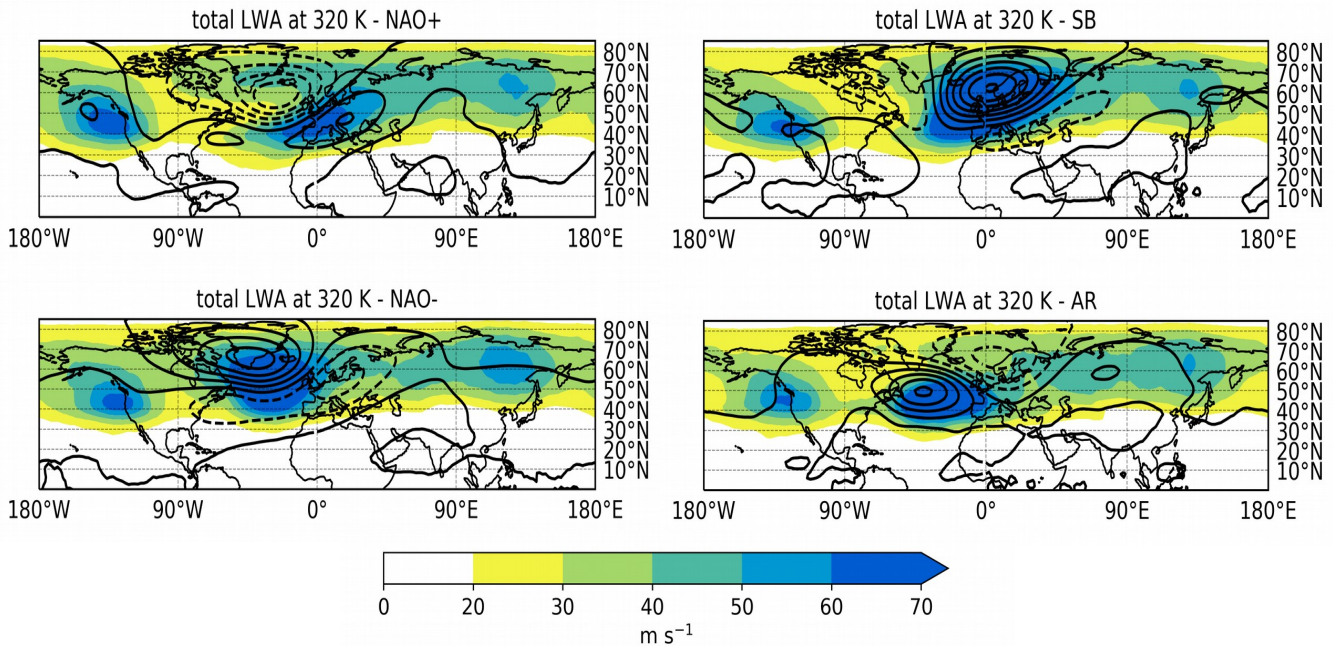 total LWA at 320 K - NAO+
80°N
70°N
60°N
50°N
40°N
30°N
20°N
10°N
180°W 90°W 0° 90°E 180°E
total LWA at 320 K - SB
80°N
70°N
60°N
50°N
40°N
30°N
20°N
10°N
180°W 90°W 0° 90°E 180°E
total LWA at 320 K - NAO-
80°N
70°N
60°N
50°N
40°N
30°N
20°N
10°N
180°W 90°W 0° 90°E 180°E
total LWA at 320 K - AR
80°N
70°N
60°N
50°N
40°N
30°N
20°N
10°N
180°W 90°W 0° 90°E 180°E
0 20 30 40 50 60 70
m s⁻¹